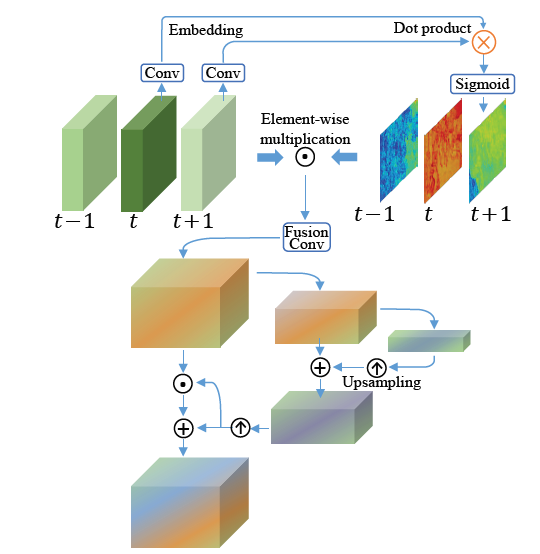 Embedding
Dot product
Conv
Conv
Sigmoid
Element-wise
multiplication
t−1
t
t+1
t−1
t
t+1
Fusion
Conv
Upsampling